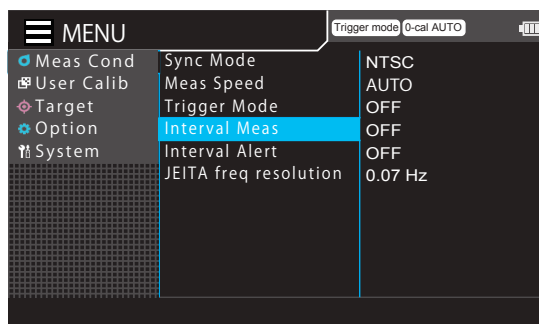 MENU
Trigger mode 0-cal AUTO
Meas Cond
User Calib
Target
Option
System
Sync Mode NTSC
Meas Speed AUTO
Trigger Mode OFF
Interval Meas OFF
Interval Alert OFF
JEITA freq resolution 0.07 Hz